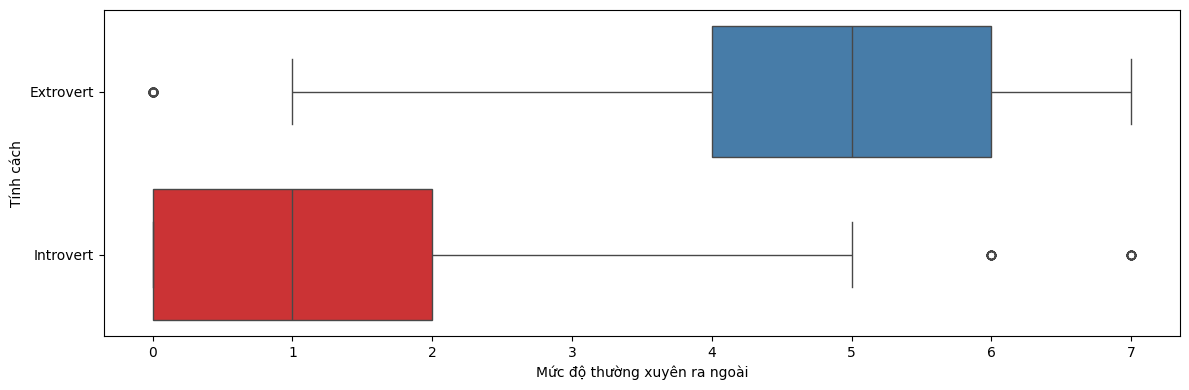 Extrovert
Introvert
Tính cách
0 1 2 3 4 5 6 7
Mức độ thường xuyên ra ngoài